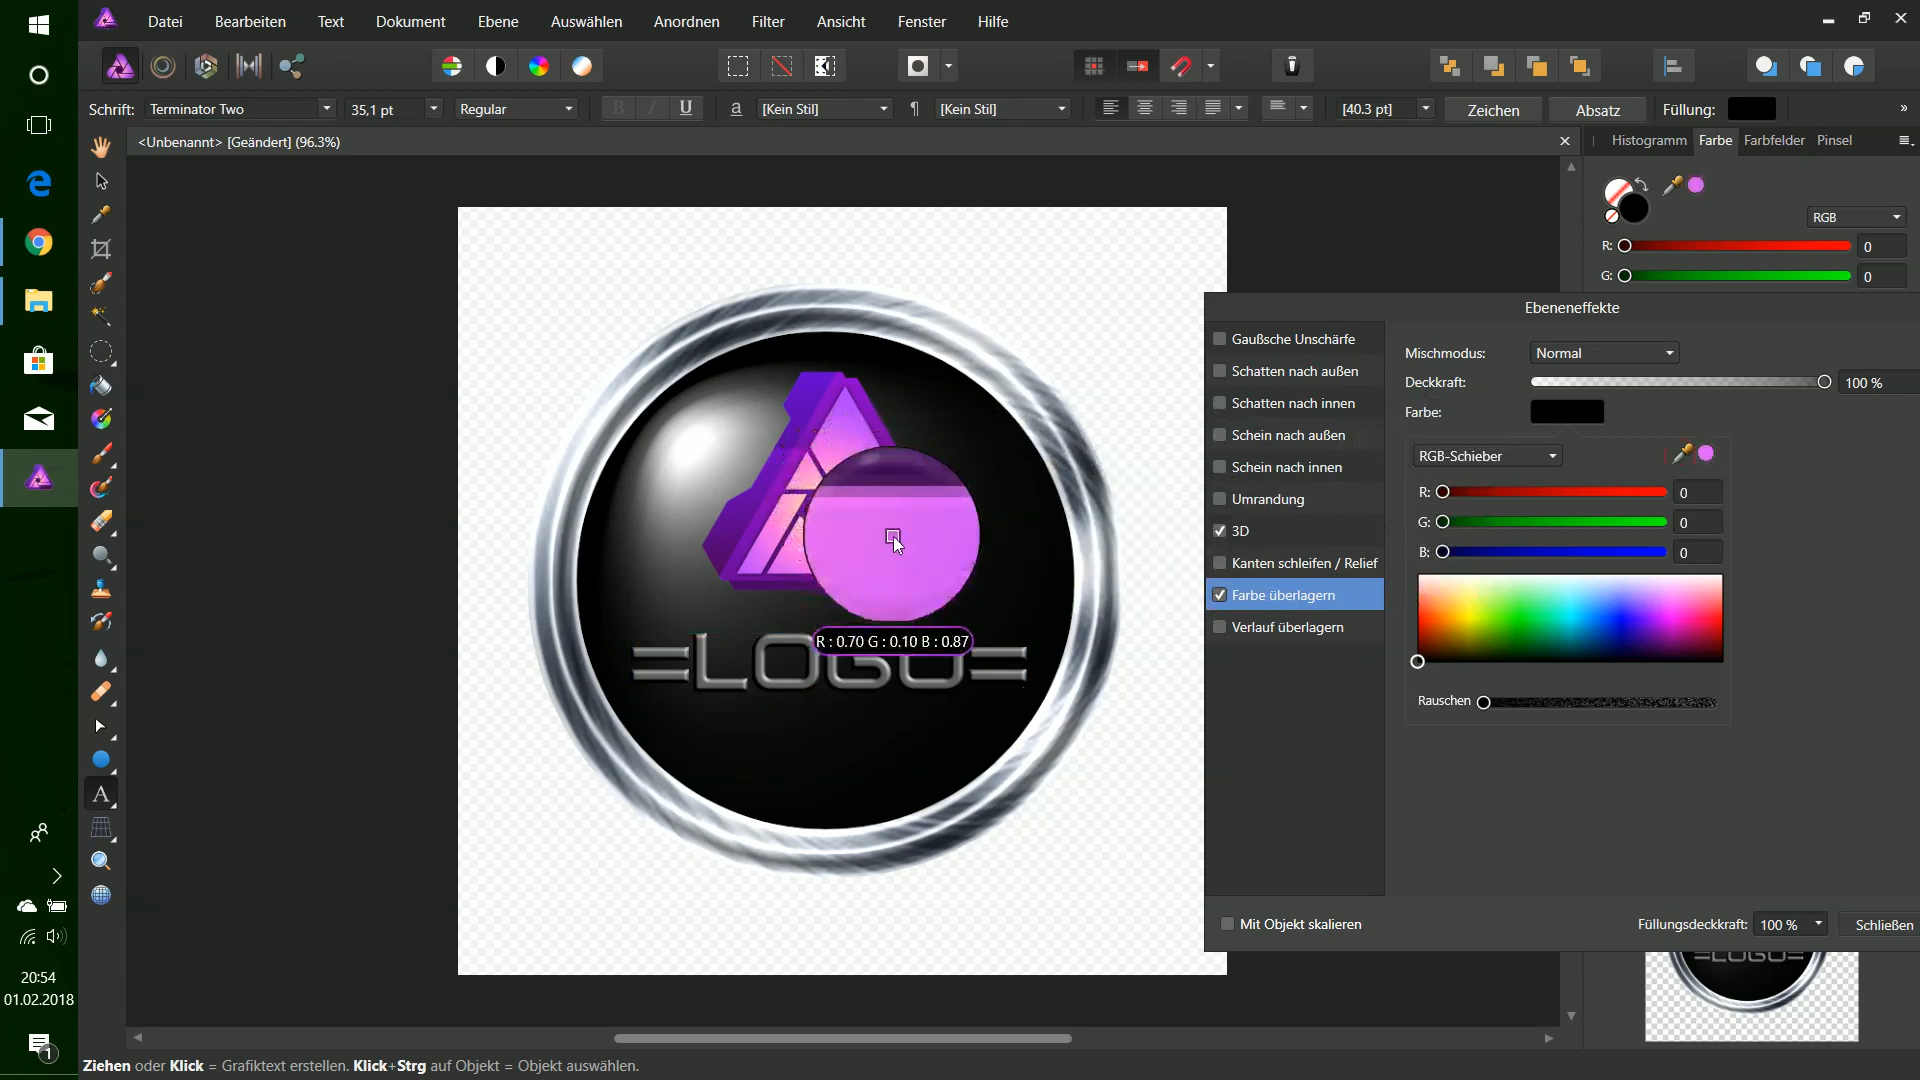 Datei Bearbeiten Text Dokument Ebene Auswählen Anordnen Filter Ansicht Fenster Hilfe
Schrift: Terminator Two 35,1 pt Regular B I U a [Kein Stil] ¶ [Kein Stil] [40.3 pt] Zeichen Absatz Füllung: »
<Unbenannt> [Geändert] (96.3%)
Histogramm Farbe Farbfelder Pinsel
RGB
R: 0
G: 0
Ebeneneffekte
Gaußsche Unschärfe
Schatten nach außen
Schatten nach innen
Schein nach außen
Schein nach innen
Umrandung
3D
Kanten schleifen / Relief
Farbe überlagern
Verlauf überlagern
Mischmodus: Normal
Deckkraft: 100 %
Farbe:
RGB-Schieber
R: 0
G: 0
B: 0
Rauschen
Mit Objekt skalieren
Füllungsdeckkraft: 100 % Schließen
R : 0.70 G : 0.10 B : 0.87
=LOGO=
=LOGO=
20:54
01.02.2018
1
Ziehen oder Klick = Grafiktext erstellen. Klick+Strg auf Objekt = Objekt auswählen.